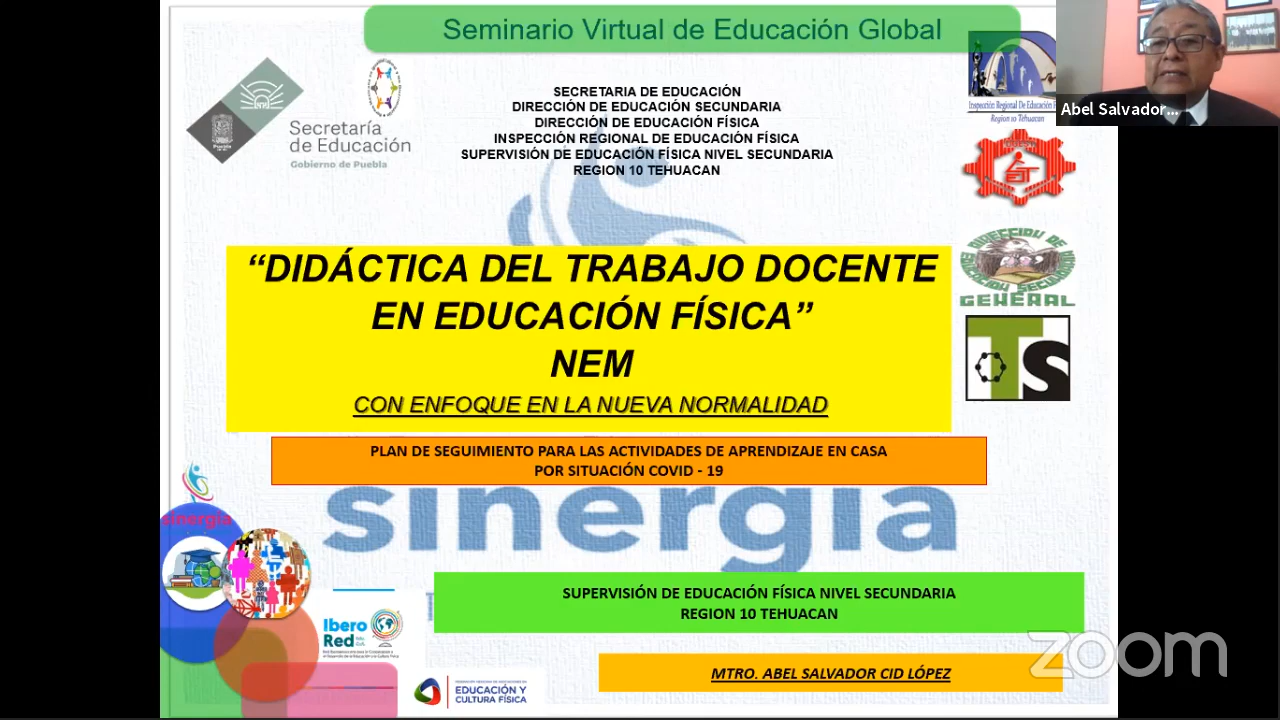 Seminario Virtual de Educación Global
Abel Salvador...
Secretaría
de Educación
Gobierno de Puebla
SECRETARIA DE EDUCACIÓN
DIRECCIÓN DE EDUCACIÓN SECUNDARIA
DIRECCIÓN DE EDUCACIÓN FÍSICA
INSPECCIÓN REGIONAL DE EDUCACIÓN FÍSICA
SUPERVISIÓN DE EDUCACIÓN FÍSICA NIVEL SECUNDARIA
REGION 10 TEHUACAN
Region 10 Tehuacan
“DIDÁCTICA DEL TRABAJO DOCENTE
EN EDUCACIÓN FÍSICA”
NEM
CON ENFOQUE EN LA NUEVA NORMALIDAD
GENERAL
TS
PLAN DE SEGUIMIENTO PARA LAS ACTIVIDADES DE APRENDIZAJE EN CASA
POR SITUACIÓN COVID - 19
sinergia
sinergia
SUPERVISIÓN DE EDUCACIÓN FÍSICA NIVEL SECUNDARIA
REGION 10 TEHUACAN
Ibero
Red
EDUCACIÓN Y
CULTURA FÍSICA
MTRO. ABEL SALVADOR CID LÓPEZ
zoom